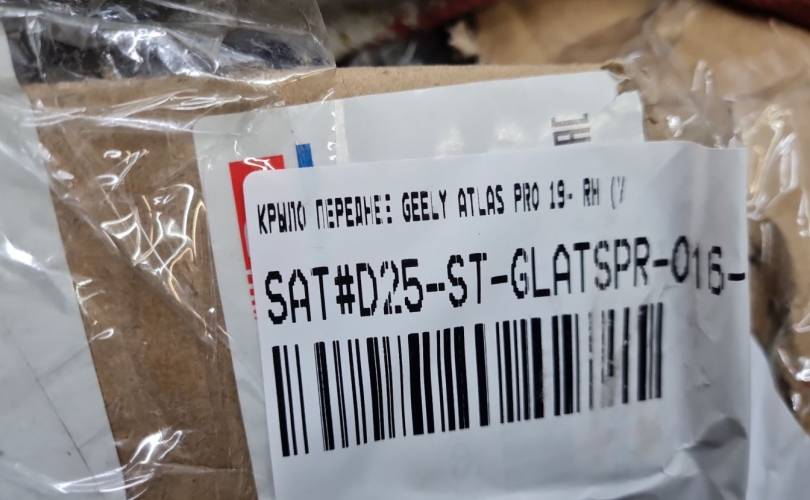 КРЫЛО ПЕРЕДНЕЕ GEELY ATLAS PRO 19- RH (
SAT#D25-ST-GLATSPR-016-